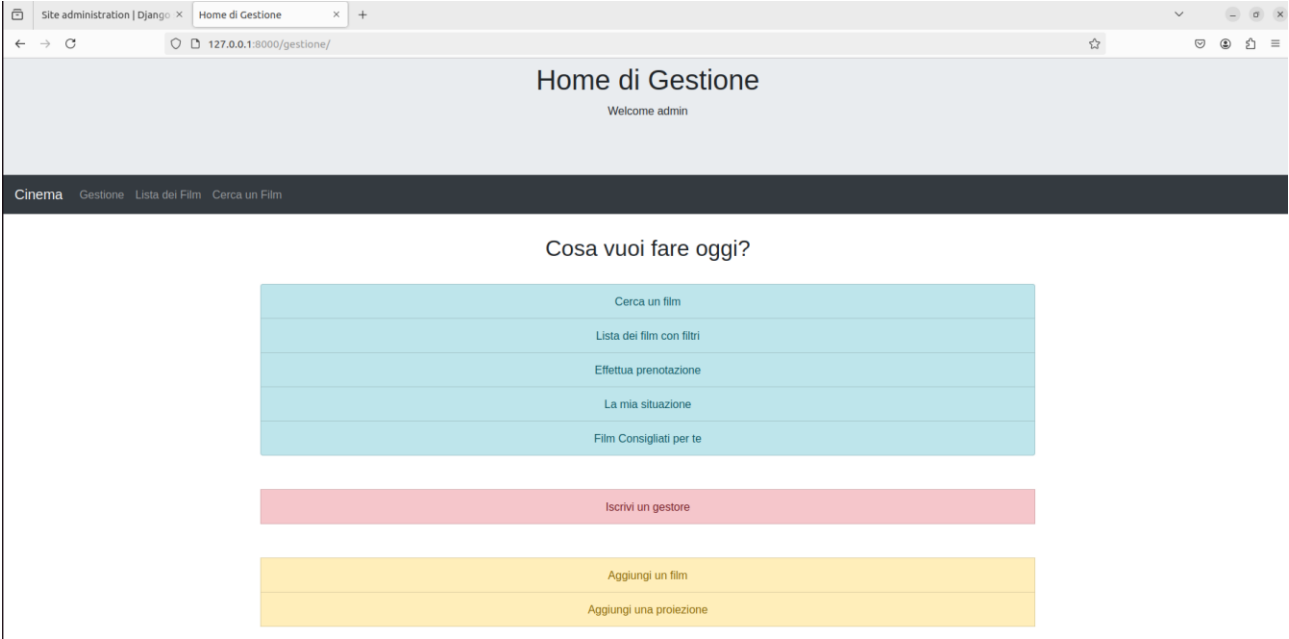 Site administration | Django
Home di Gestione
127.0.0.1:8000/gestione/
Home di Gestione
Welcome admin
Cinema Gestione Lista dei Film Cerca un Film
Cosa vuoi fare oggi?
Cerca un film
Lista dei film con filtri
Effettua prenotazione
La mia situazione
Film Consigliati per te
Iscrivi un gestore
Aggiungi un film
Aggiungi una proiezione